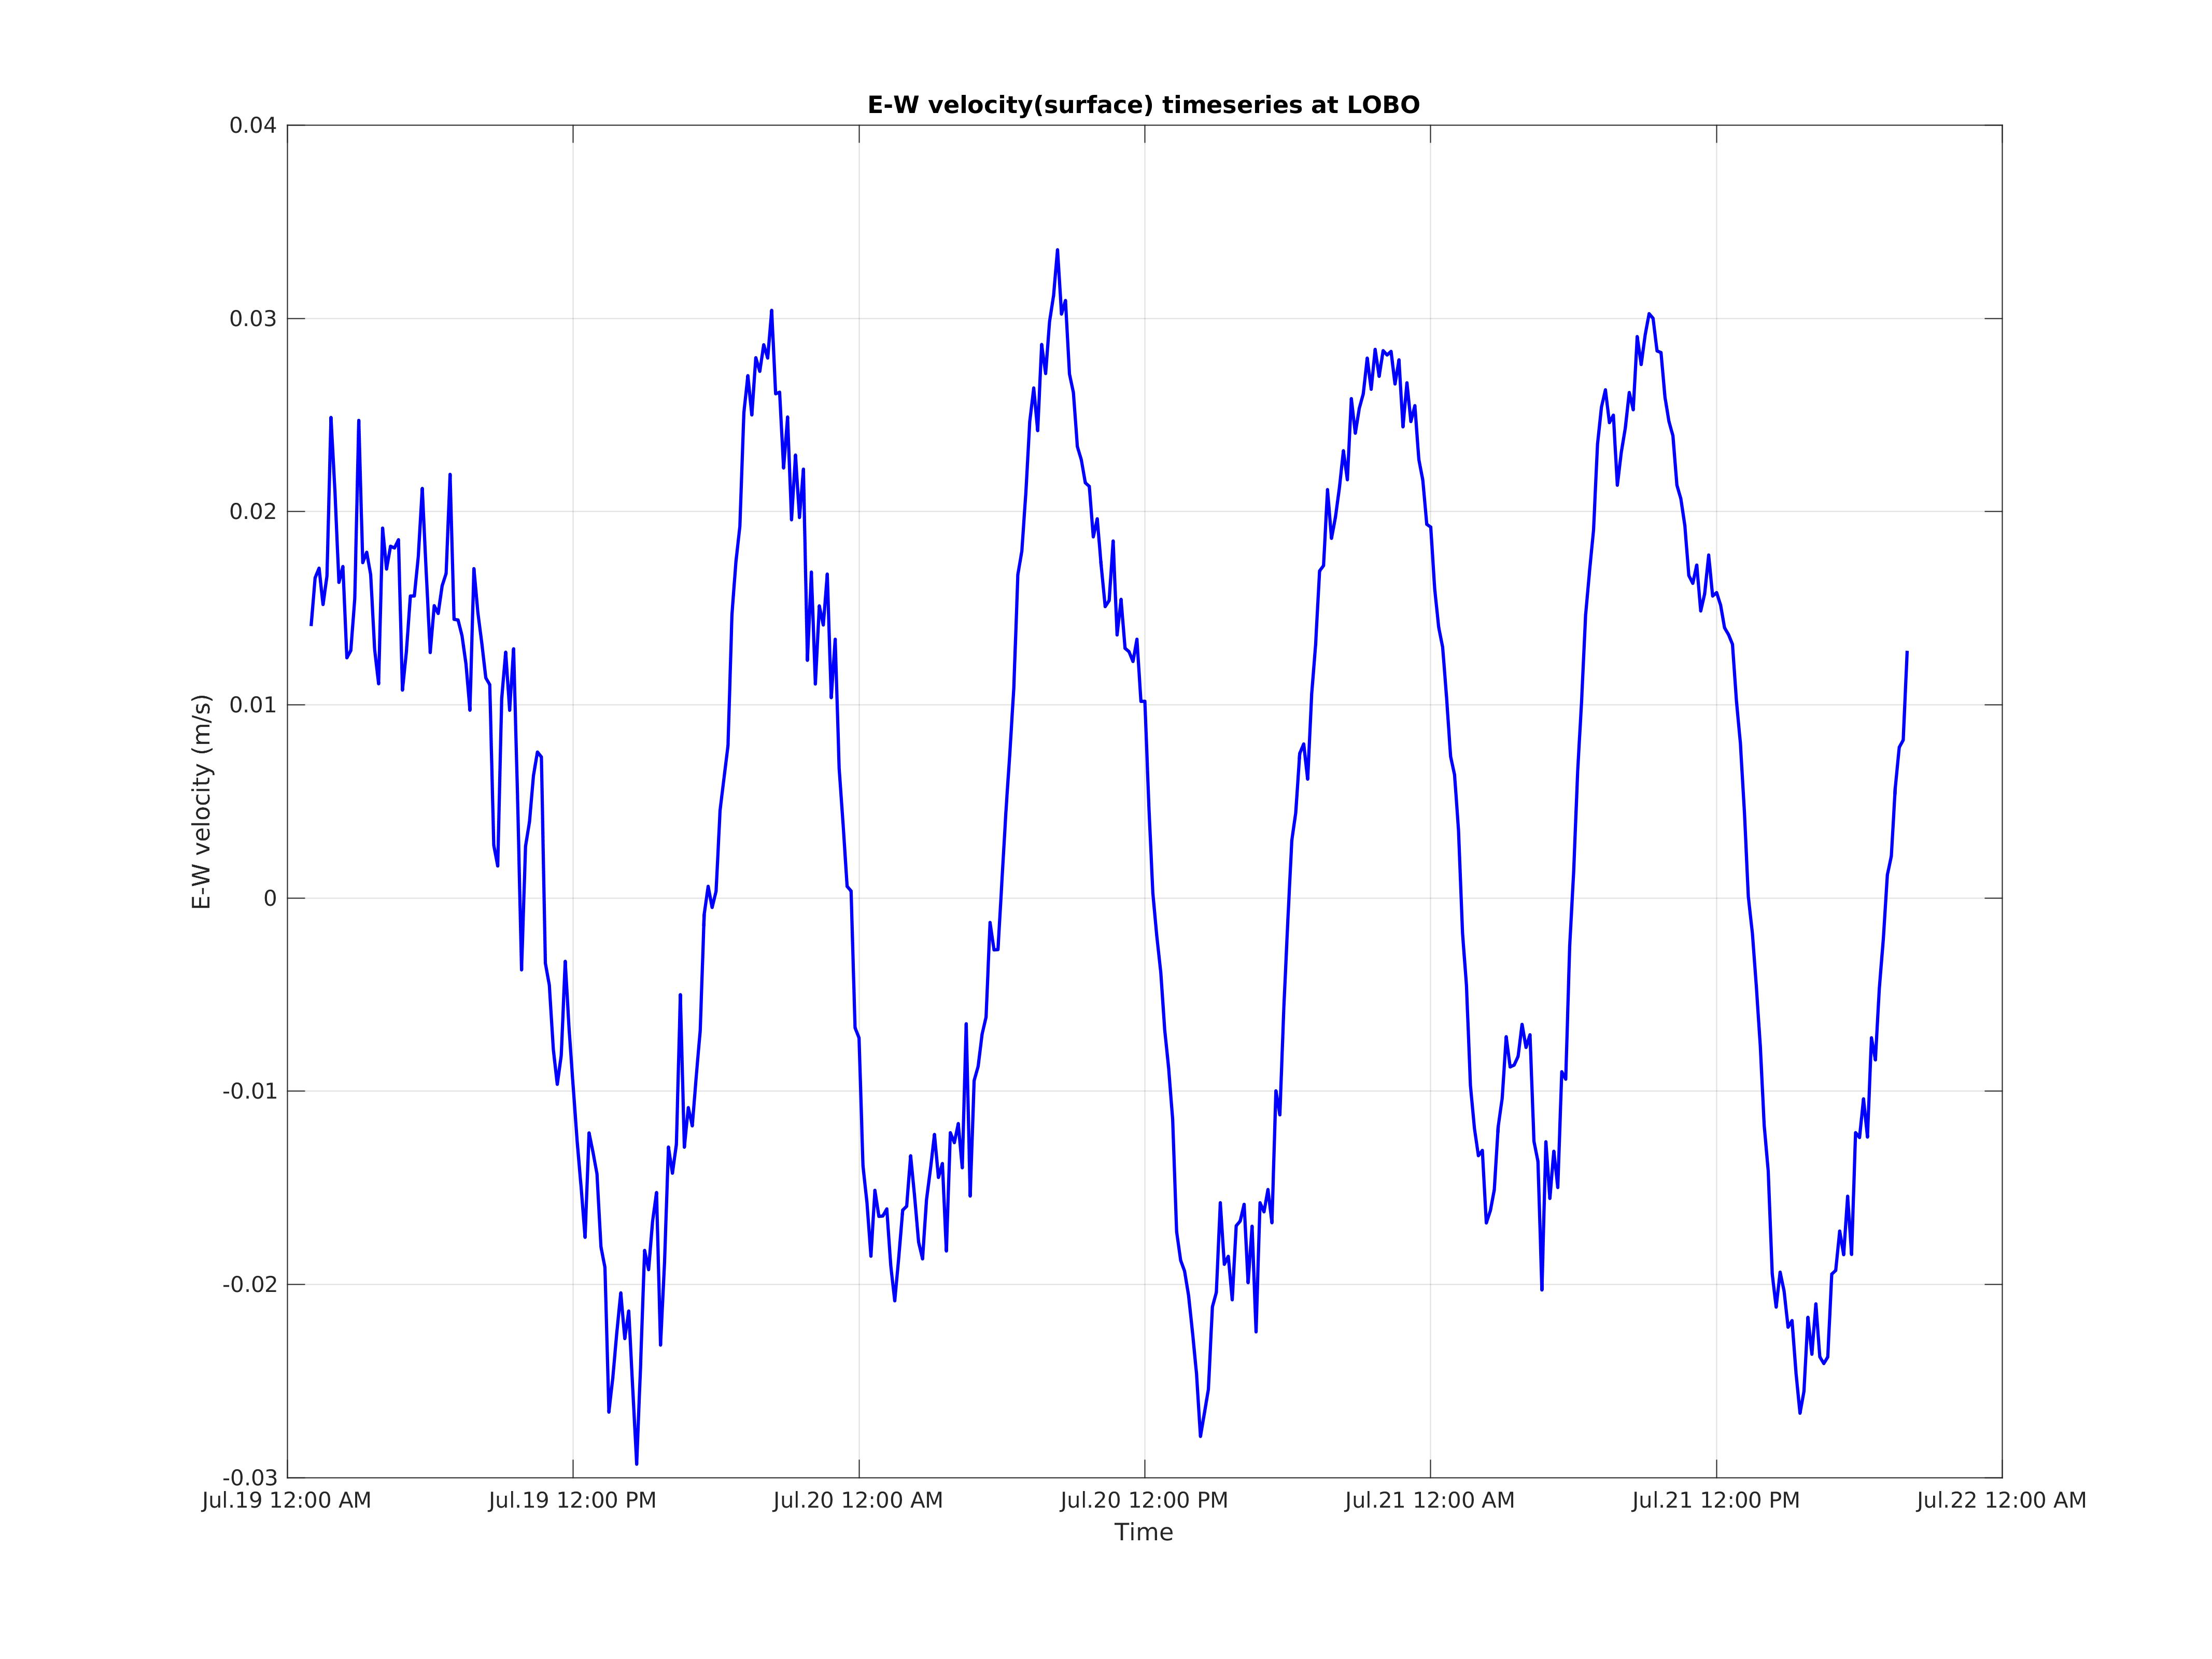 E-W velocity(surface) timeseries at LOBO
0.04
0.03
0.02
0.01
0
-0.01
-0.02
-0.03
E-W velocity (m/s)
Jul.19 12:00 AM Jul.19 12:00 PM Jul.20 12:00 AM Jul.20 12:00 PM Jul.21 12:00 AM Jul.21 12:00 PM Jul.22 12:00 AM
Time